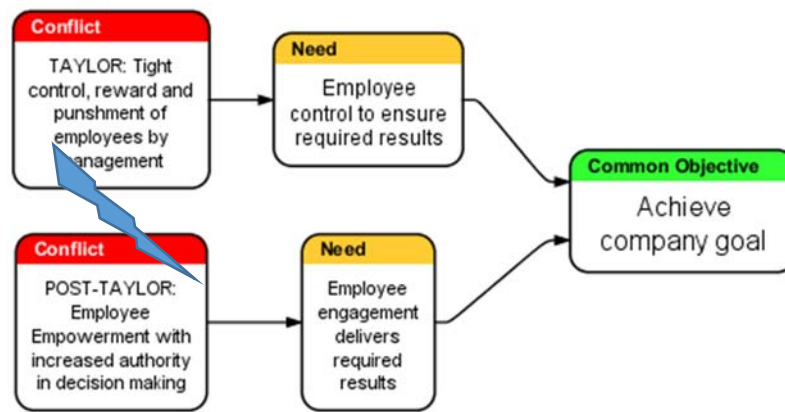 Conflict
TAYLOR: Tight
control, reward and
punshment of
employees by
management
Need
Employee
control to ensure
required results
Common Objective
Achieve
company goal
Conflict
POST-TAYLOR:
Employee
Empowerment with
increased authority
in decision making
Need
Employee
engagement
delivers
required
results